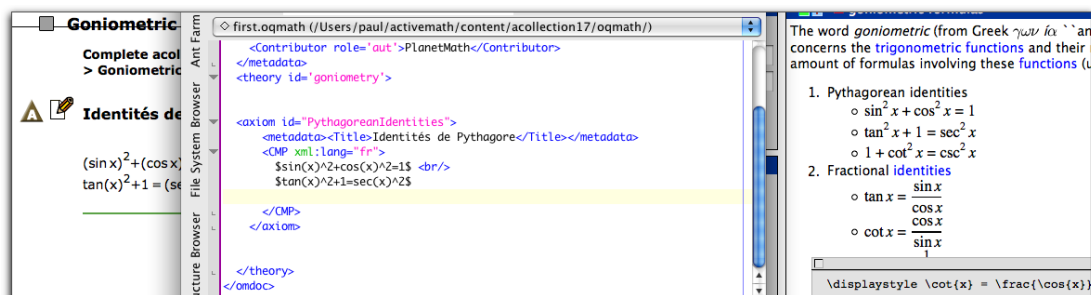 Goniometric
Complete
> Goniometric
Identités
(sin x)²+(cos x)
tan(x)²+1 =
Ant Farm
File System Browser
Browser
first.oqmath (/Users/paul/activemath/content/acollection17/oqmath/)
<Contributor role='aut'>PlanetMath</Contributor>
</metadata>
<theory id='goniometry'>
<axiom id="PythagoreanIdentities">
<metadata><Title>Identités de Pythagore</Title></metadata>
<CMP xml:lang="fr">
$sin(x)^2+cos(x)^2=1$ <br/>
$tan(x)^2+1=sec(x)^2$
</CMP>
</axiom>
</theory>
</omdoc>
The word goniometric (from Greek γων ία ``
concerns the trigonometric functions and their
amount of formulas involving these functions
1. Pythagorean identities
○ sin² x + cos² x = 1
○ tan² x + 1 = sec² x
○ 1 + cot² x = csc² x
2. Fractional identities
○ tan x = sin x / cos x
○ cot x = cos x / sin x
\displaystyle \cot{x} = \frac{\cos{x}}